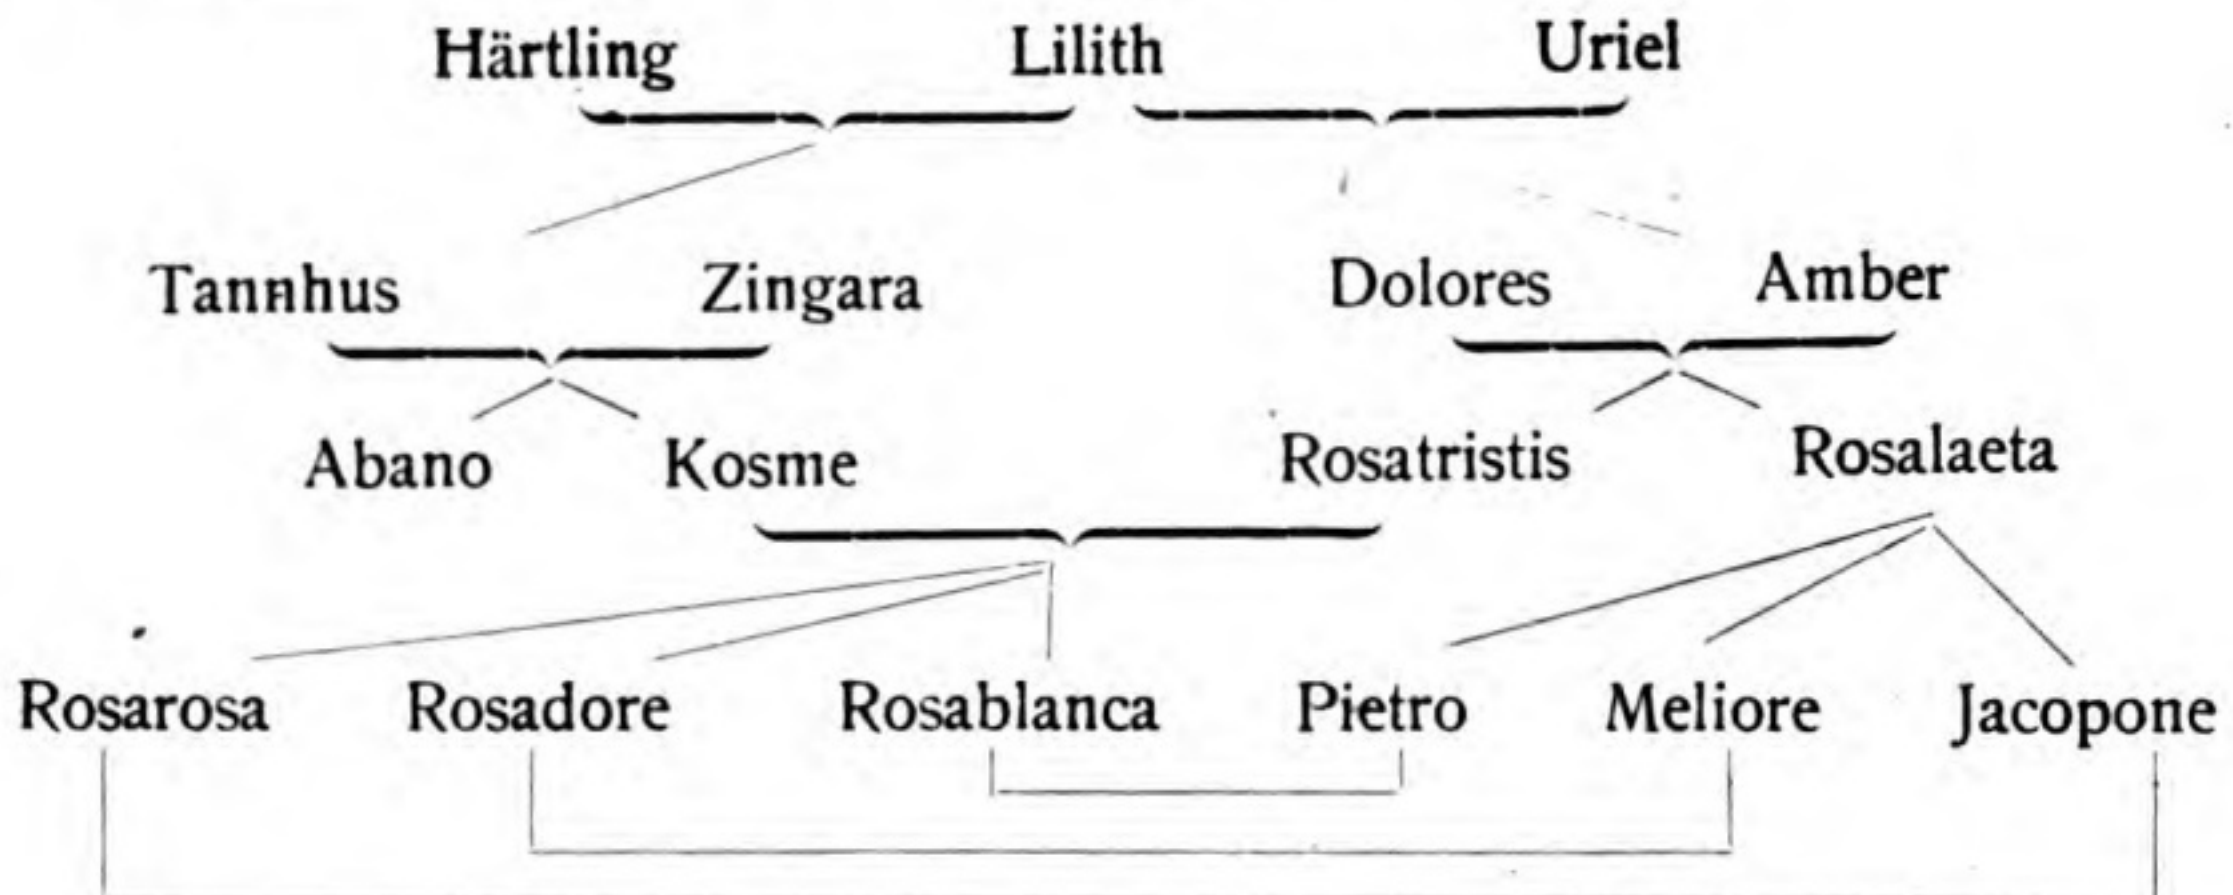 Härtling Lilith Uriel
Tannhus Zingara Dolores Amber
Abano Kosme Rosatristis Rosalaeta
Rosarosa Rosadore Rosablanca Pietro Meliore Jacopone